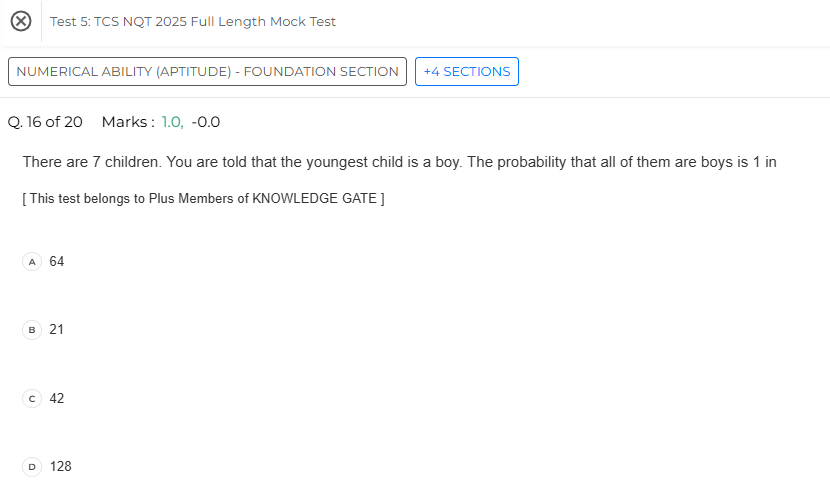 Test 5: TCS NQT 2025 Full Length Mock Test
NUMERICAL ABILITY (APTITUDE) - FOUNDATION SECTION
+4 SECTIONS
Q. 16 of 20 Marks : 1.0, -0.0
There are 7 children. You are told that the youngest child is a boy. The probability that all of them are boys is 1 in
[ This test belongs to Plus Members of KNOWLEDGE GATE ]
A 64
B 21
C 42
D 128